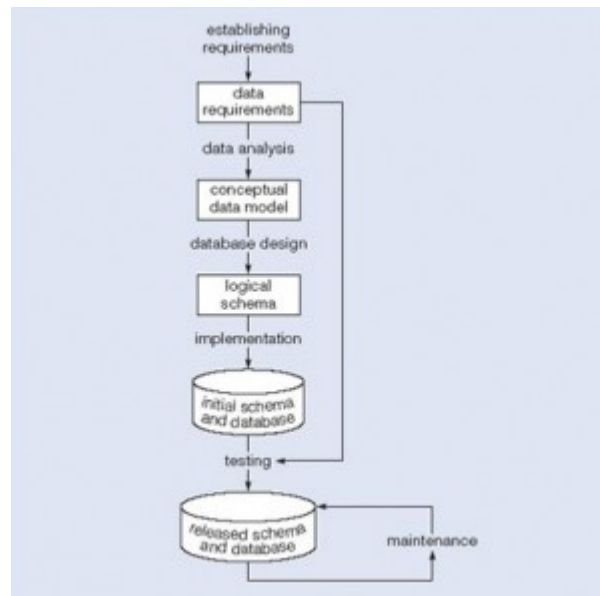 establishing
requirements
data
requirements
data analysis
conceptual
data model
database design
logical
schema
implementation
initial schema
and database
testing
released schema
and database
maintenance